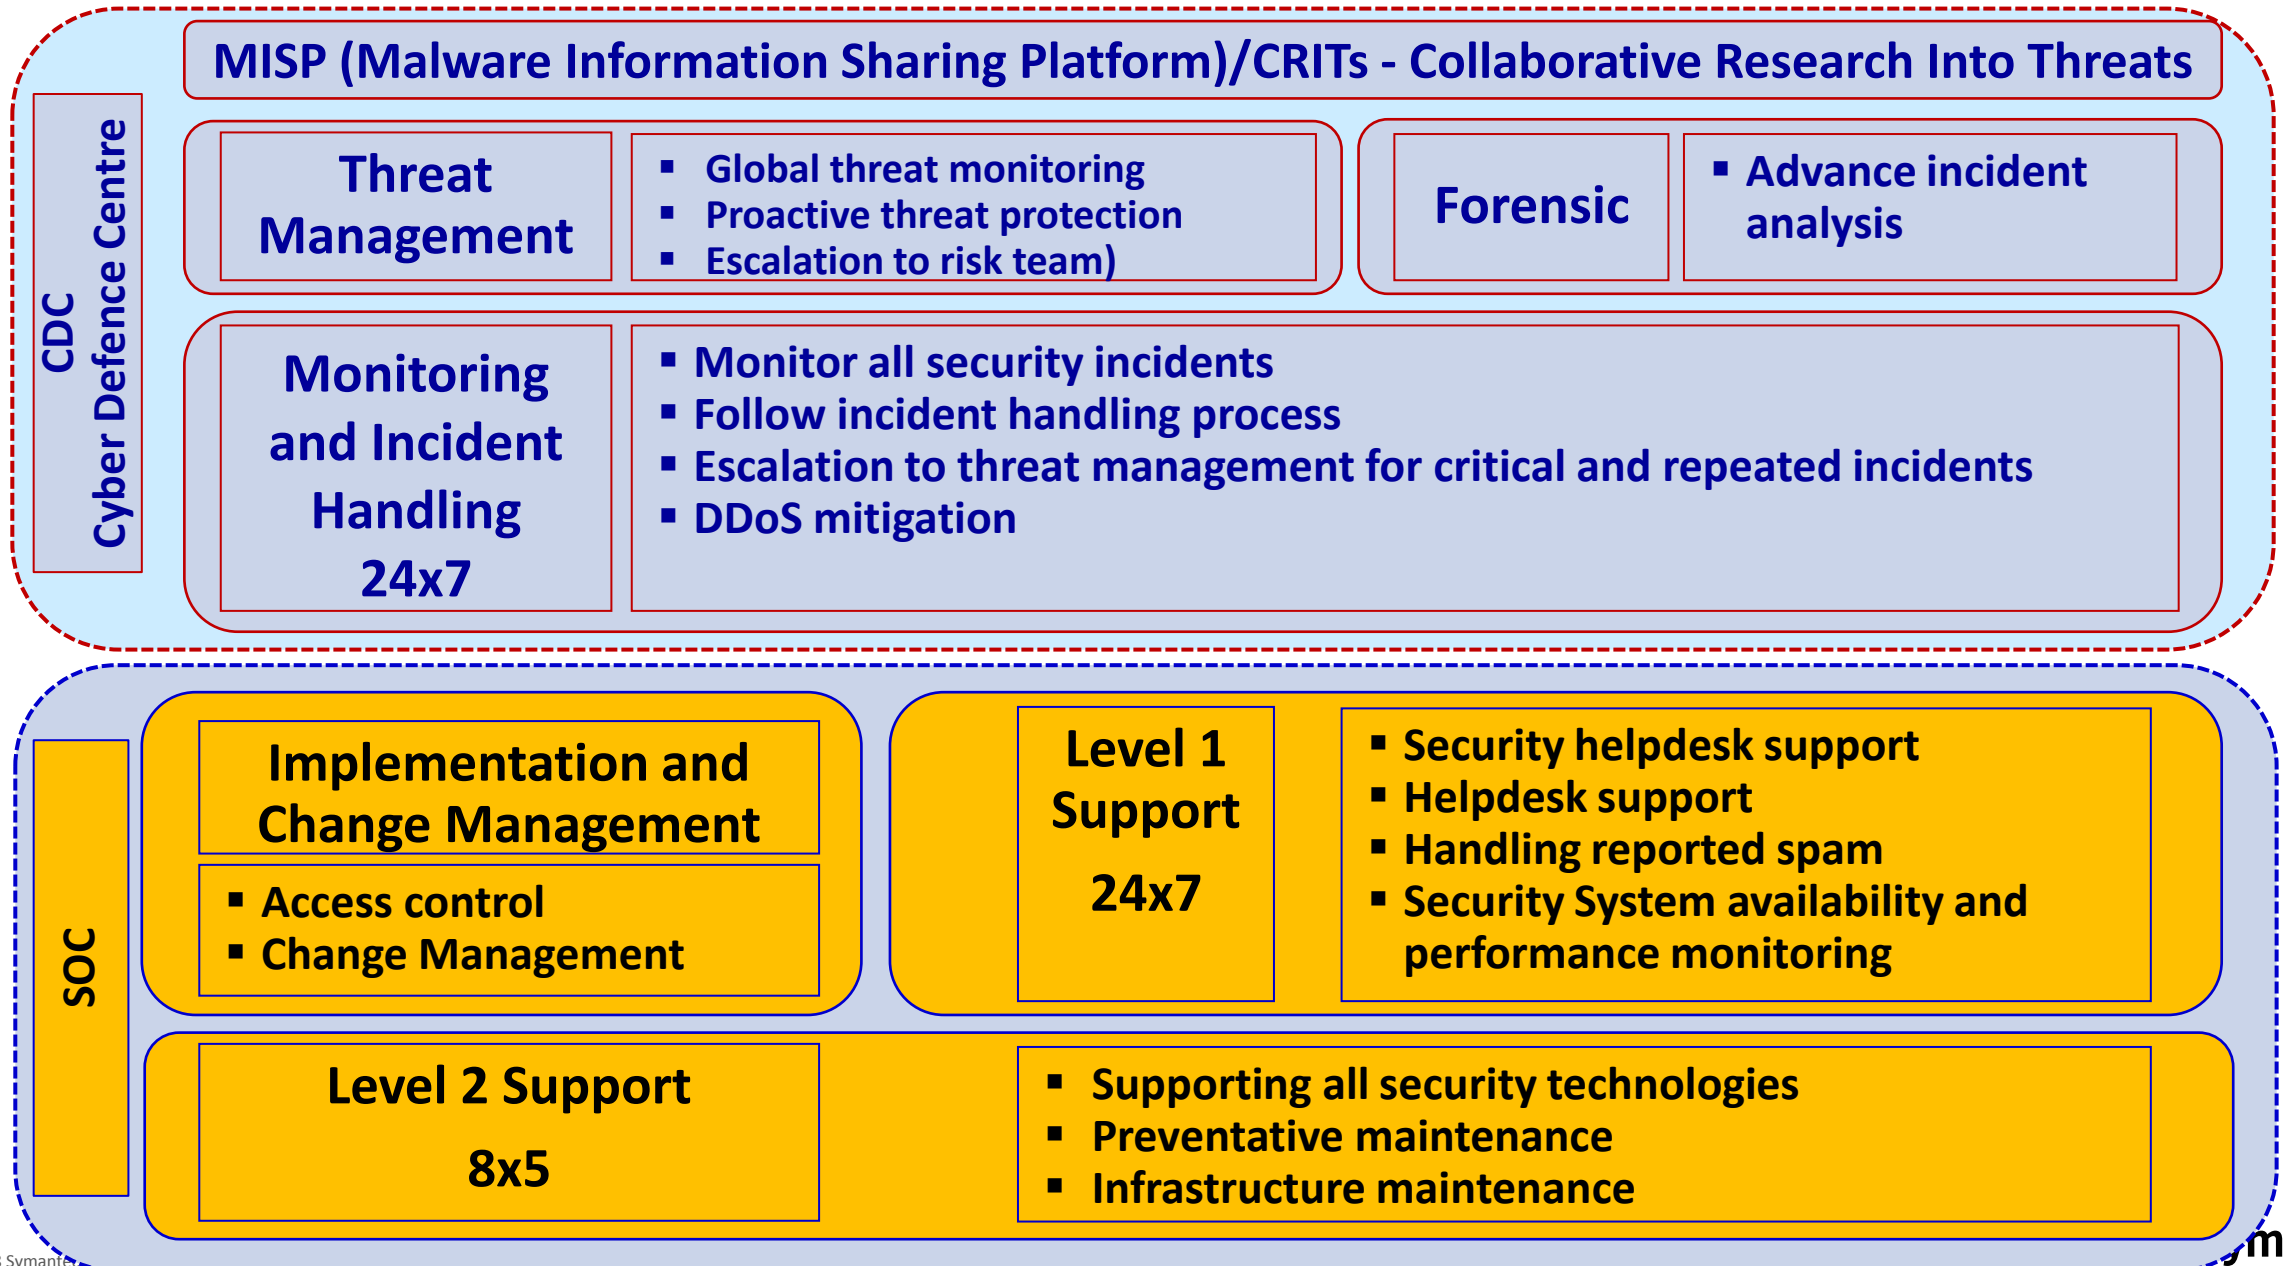 MISP (Malware Information Sharing Platform)/CRITs - Collaborative Research Into Threats
CDC
Cyber Defence Centre
Threat
Management
▪ Global threat monitoring
▪ Proactive threat protection
▪ Escalation to risk team)
Forensic
▪ Advance incident
analysis
Monitoring
and Incident
Handling
24x7
▪ Monitor all security incidents
▪ Follow incident handling process
▪ Escalation to threat management for critical and repeated incidents
▪ DDoS mitigation
SOC
Implementation and
Change Management
▪ Access control
▪ Change Management
Level 1
Support
24x7
▪ Security helpdesk support
▪ Helpdesk support
▪ Handling reported spam
▪ Security System availability and
performance monitoring
Level 2 Support
8x5
▪ Supporting all security technologies
▪ Preventative maintenance
▪ Infrastructure maintenance